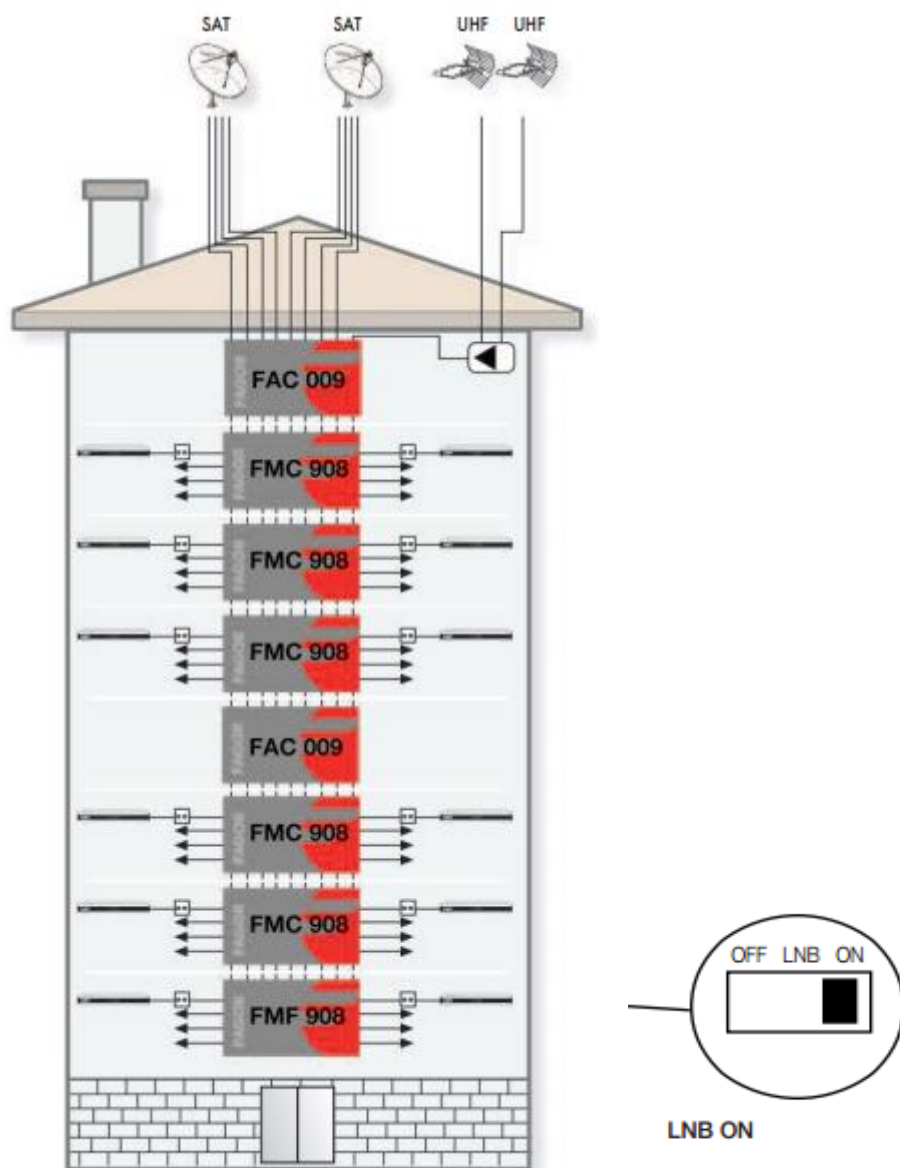 SAT
SAT
UHF
UHF
FAC 009
FMC 908
FMC 908
FMC 908
FAC 009
FMC 908
FMC 908
FMF 908
OFF LNB ON
LNB ON